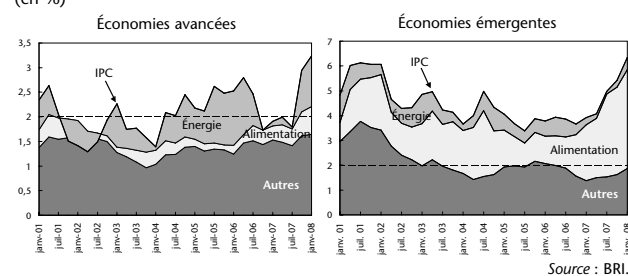 (en %)
Économies avancées
3,5
3
2,5
2
1,5
1
0,5
0
IPC
Énergie
Alimentation
Autres
janv-01
juil-01
janv-02
juil-02
janv-03
juil-03
janv-04
juil-04
janv-05
juil-05
janv-06
juil-06
janv-07
juil-07
janv-08
Économies émergentes
7
6
5
4
3
2
1
0
IPC
Énergie
Alimentation
Autres
janv. 01
juil. 01
janv. 02
juil. 02
janv. 03
juil. 03
janv. 04
juil. 04
janv. 05
juil. 05
janv. 06
juil. 06
janv. 07
juil. 07
janv. 08
Source : BRI.